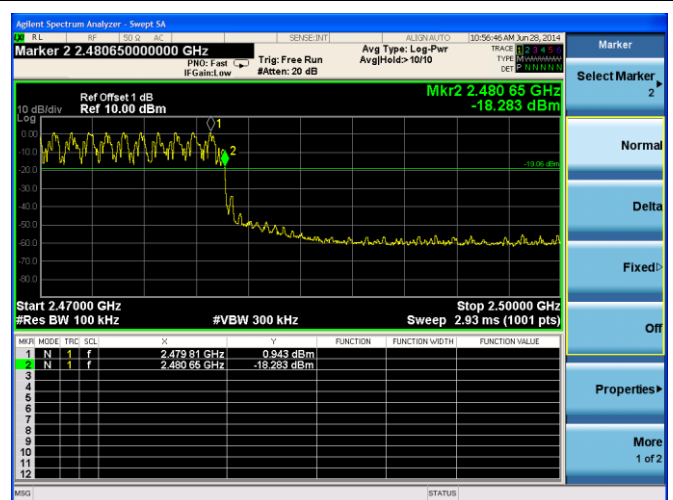 Agilent Spectrum Analyzer - Swept SA
RL RF 50 Ω AC SENSE:INT ALIGN AUTO 10:56:46 AM Jun 28, 2014
Marker 2 2.480650000000 GHz
PNO: Fast
IFGain:Low
Trig: Free Run
#Atten: 20 dB
Avg Type: Log-Pwr
Avg|Hold:> 10/10
TRACE 1 2 3 4 5 6
TYPE M
DET P N N N N N
Ref Offset 1 dB
10 dB/div Ref 10.00 dBm
Mkr2 2.480 65 GHz
-18.283 dBm
Log
0.00
-10.0
-20.0
-30.0
-40.0
-50.0
-60.0
-70.0
-80.0
1
2
-19.06 dBm
Start 2.47000 GHz Stop 2.50000 GHz
#Res BW 100 kHz #VBW 300 kHz Sweep 2.93 ms (1001 pts)
MKR MODE TRC SCL X Y FUNCTION FUNCTION WIDTH FUNCTION VALUE
1 N 1 f 2.479 81 GHz 0.943 dBm
2 N 1 f 2.480 65 GHz -18.283 dBm
3
4
5
6
7
8
9
10
11
12
MSG STATUS
Marker
Select Marker
2
Normal
Delta
Fixed
Off
Properties
More
1 of 2